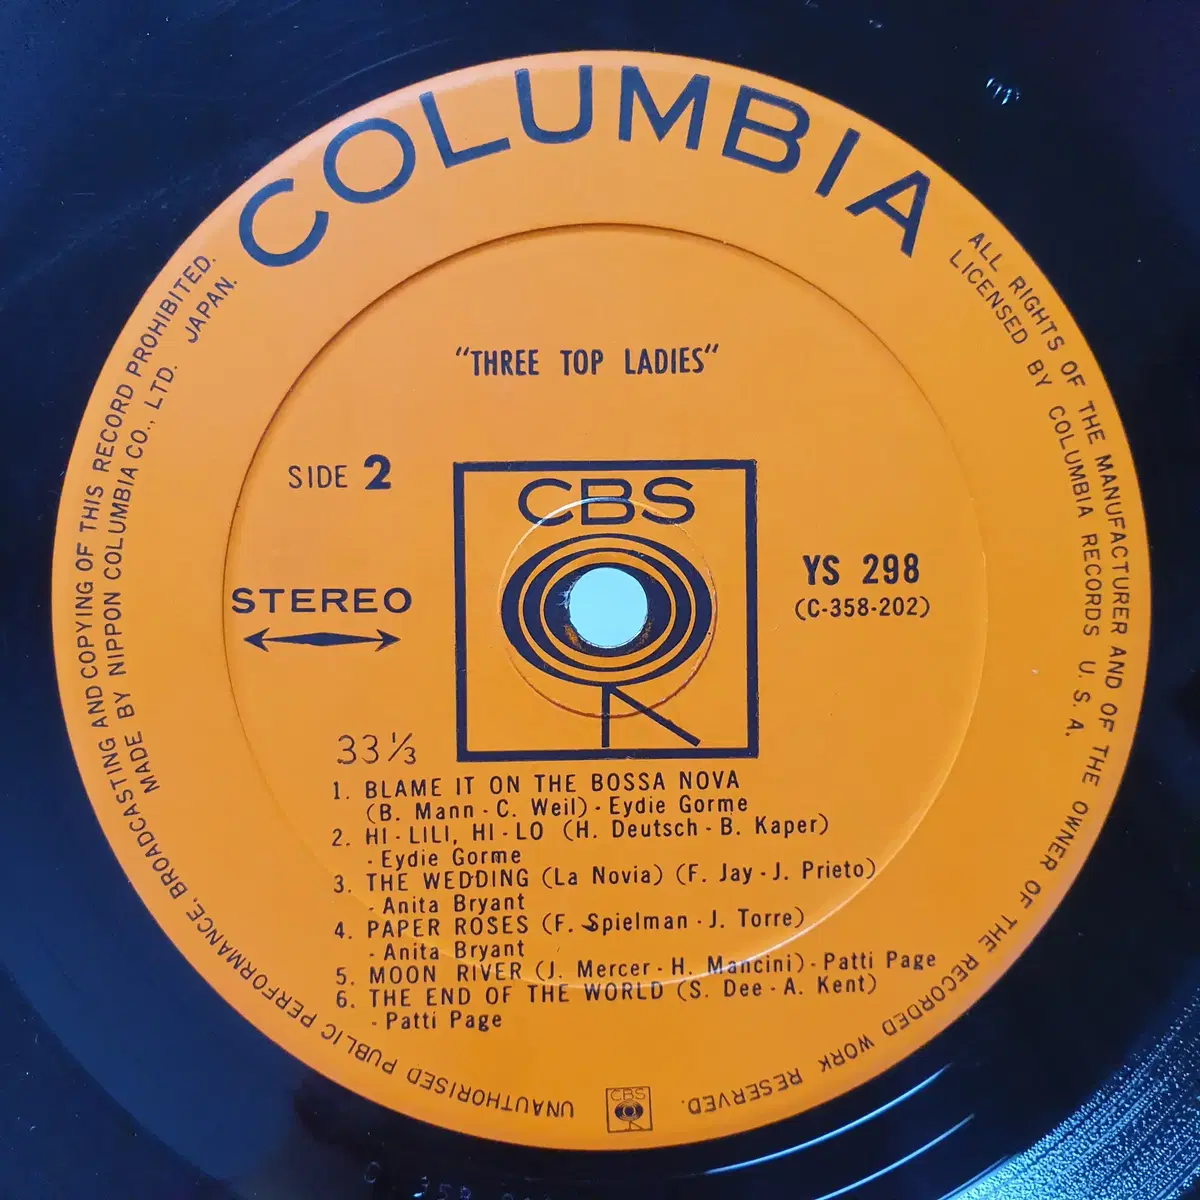 COLUMBIA
ALL RIGHTS OF THE MANUFACTURER AND OF THE OWNER OF THE RECORDED WORK RESERVED.
LICENSED BY COLUMBIA RECORDS U. S. A.
UNAUTHORISED PUBLIC PERFORMANCE, BROADCASTING AND COPYING OF THIS RECORD PROHIBITED.
MADE BY NIPPON COLUMBIA CO., LTD. JAPAN.
"THREE TOP LADIES"
SIDE 2
CBS
STEREO
YS 298
(C-358-202)
33 1/3
1. BLAME IT ON THE BOSSA NOVA
(B. Mann - C. Weil) - Eydie Gorme
2. HI - LILI, HI - LO (H. Deutsch - B. Kaper)
- Eydie Gorme
3. THE WEDDING (La Novia) (F. Jay - J. Prieto)
- Anita Bryant
4. PAPER ROSES (F. Spielman - J. Torre)
- Anita Bryant
5. MOON RIVER (J. Mercer - H. Mancini) - Patti Page
6. THE END OF THE WORLD (S. Dee - A. Kent)
- Patti Page
CBS